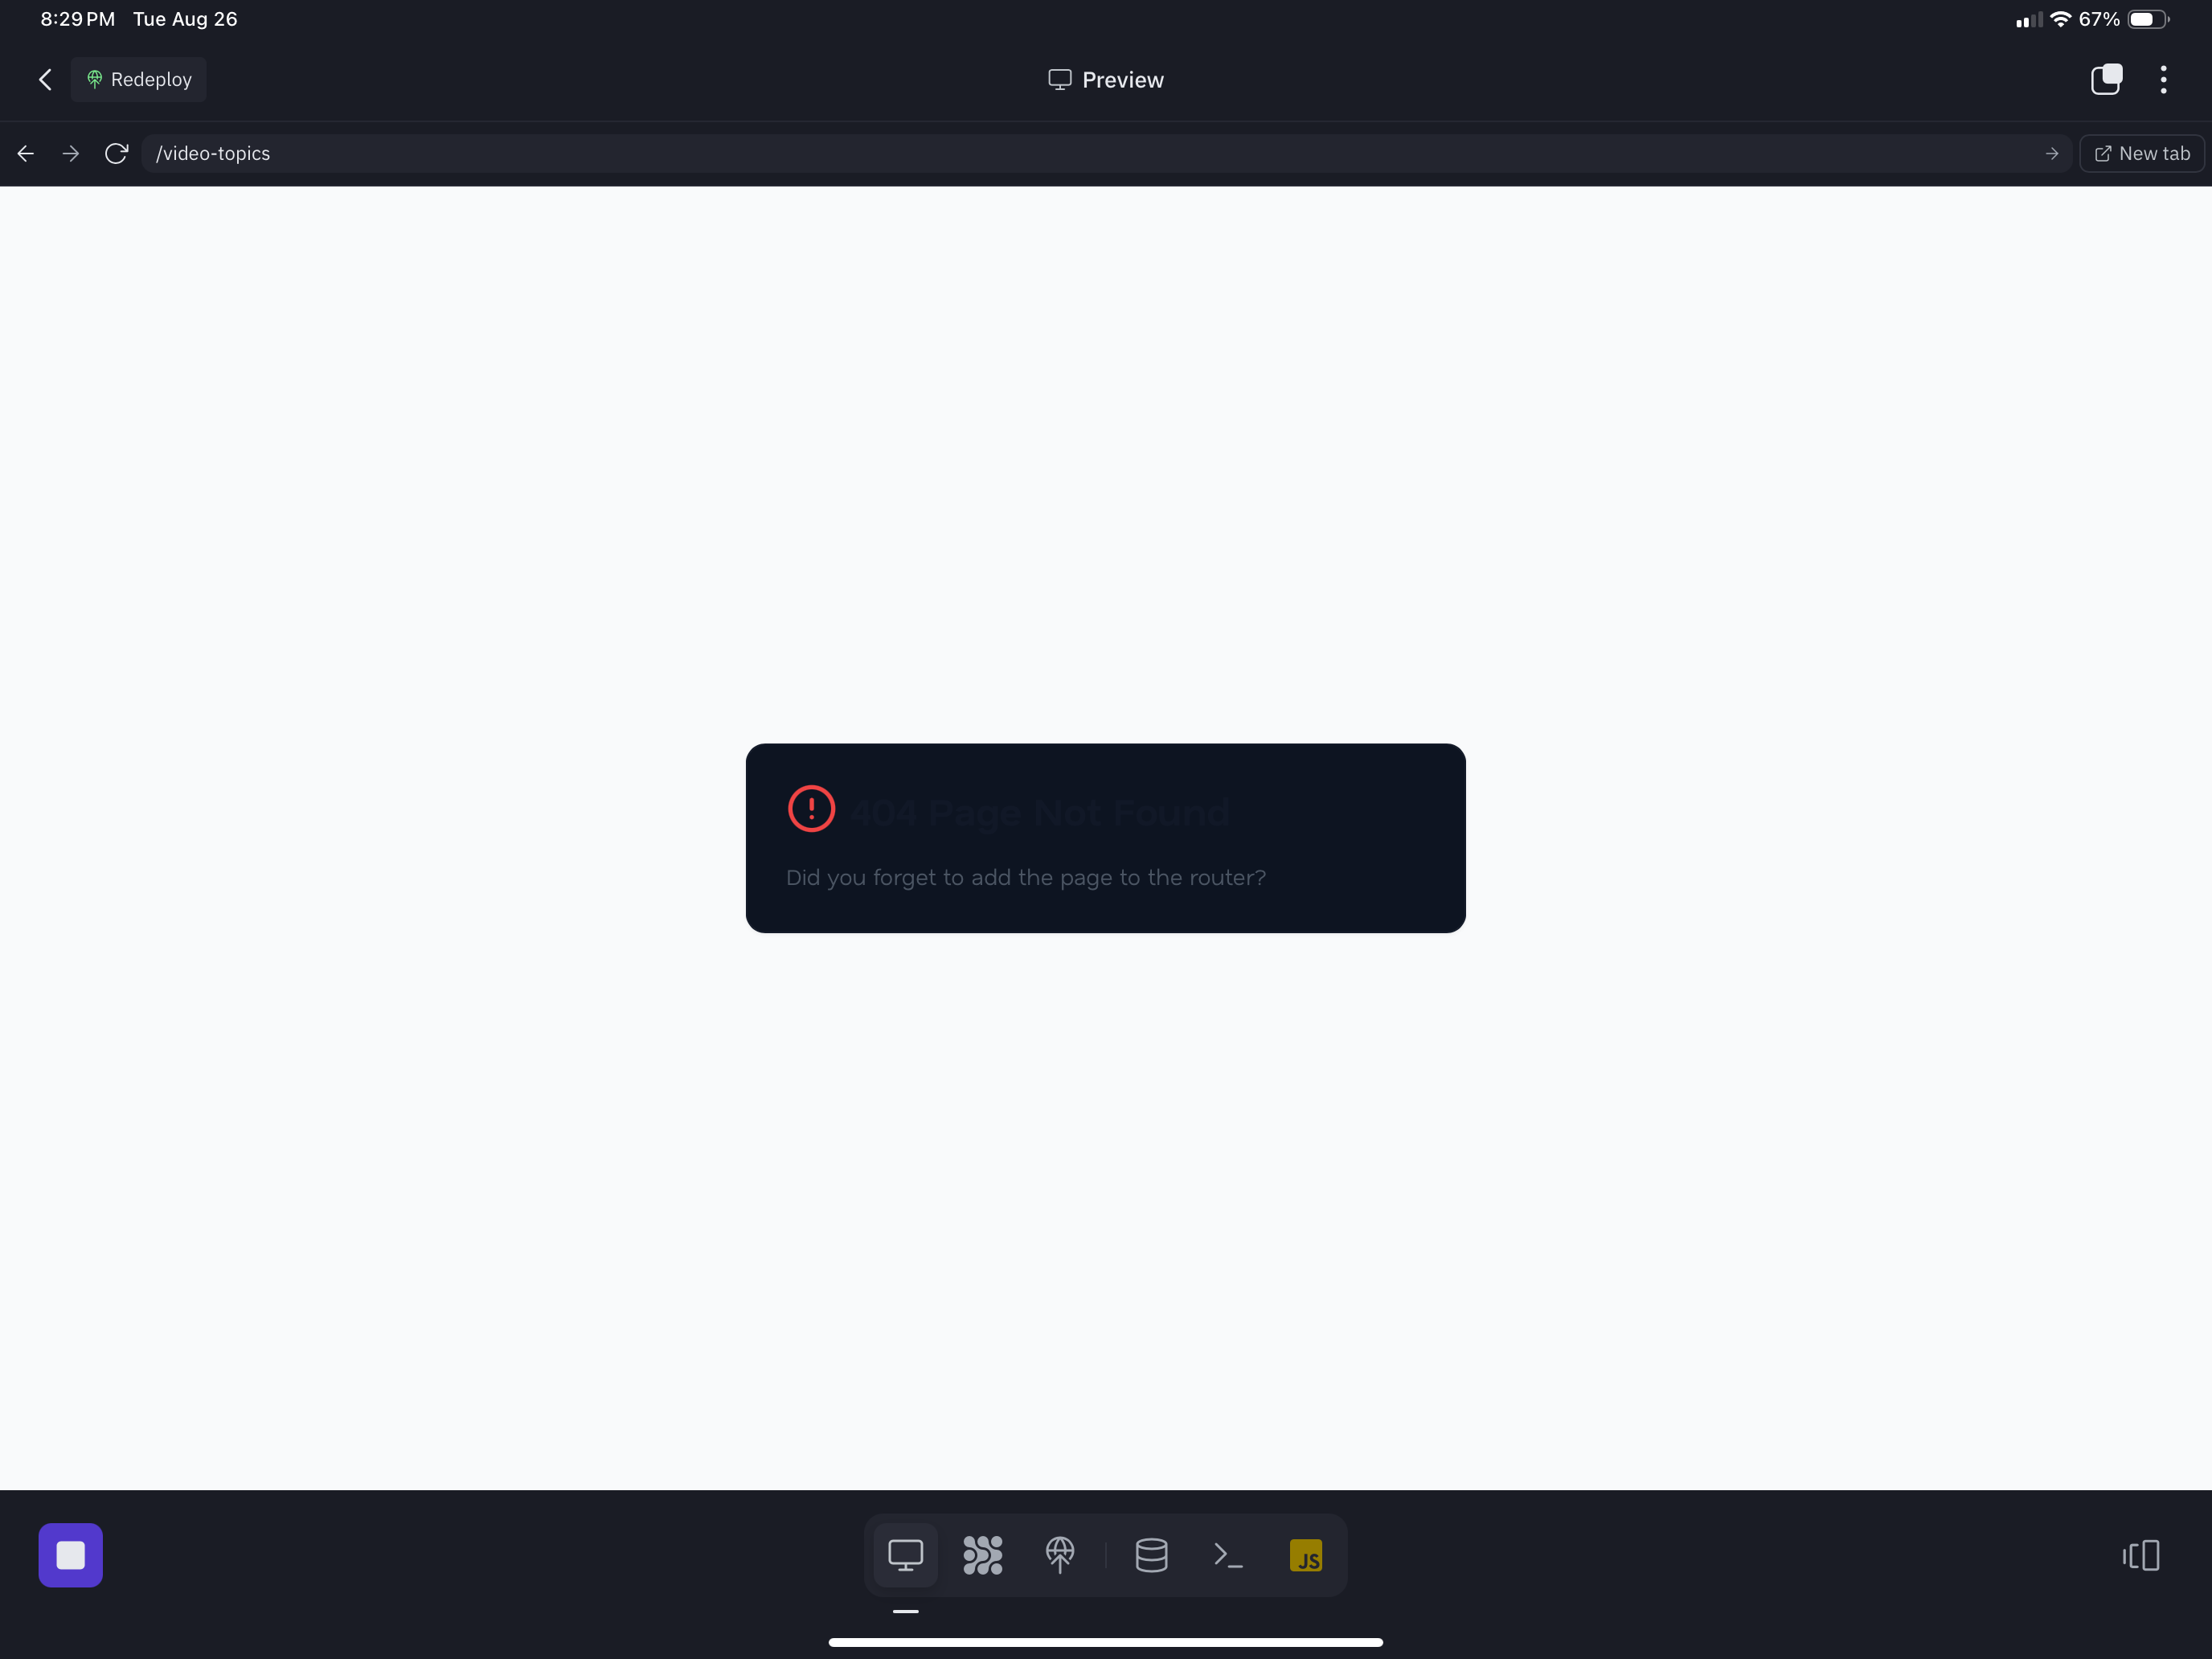 8:29 PM Tue Aug 26
67%
Redeploy
Preview
/video-topics
New tab
404 Page Not Found
Did you forget to add the page to the router?
JS